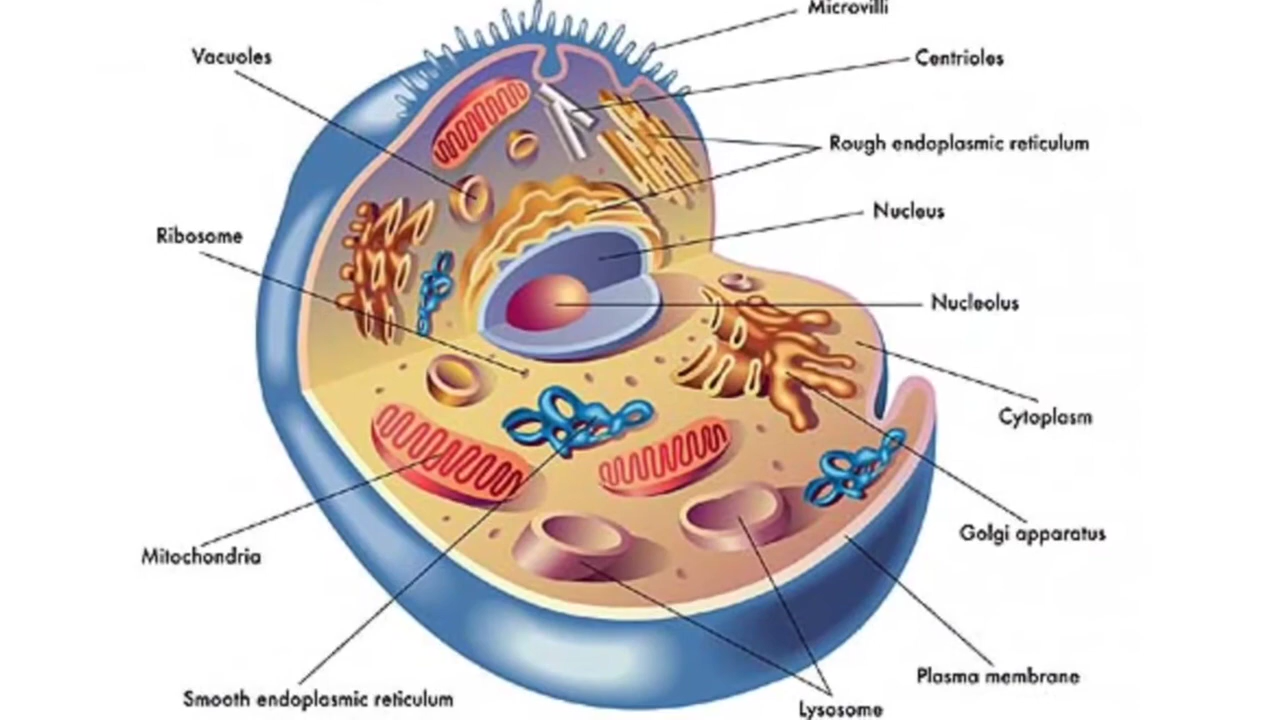 Microvilli
Vacuoles
Centrioles
Rough endoplasmic reticulum
Nucleus
Ribosome
Nucleolus
Cytoplasm
Golgi apparatus
Mitochondria
Plasma membrane
Smooth endoplasmic reticulum
Lysosome